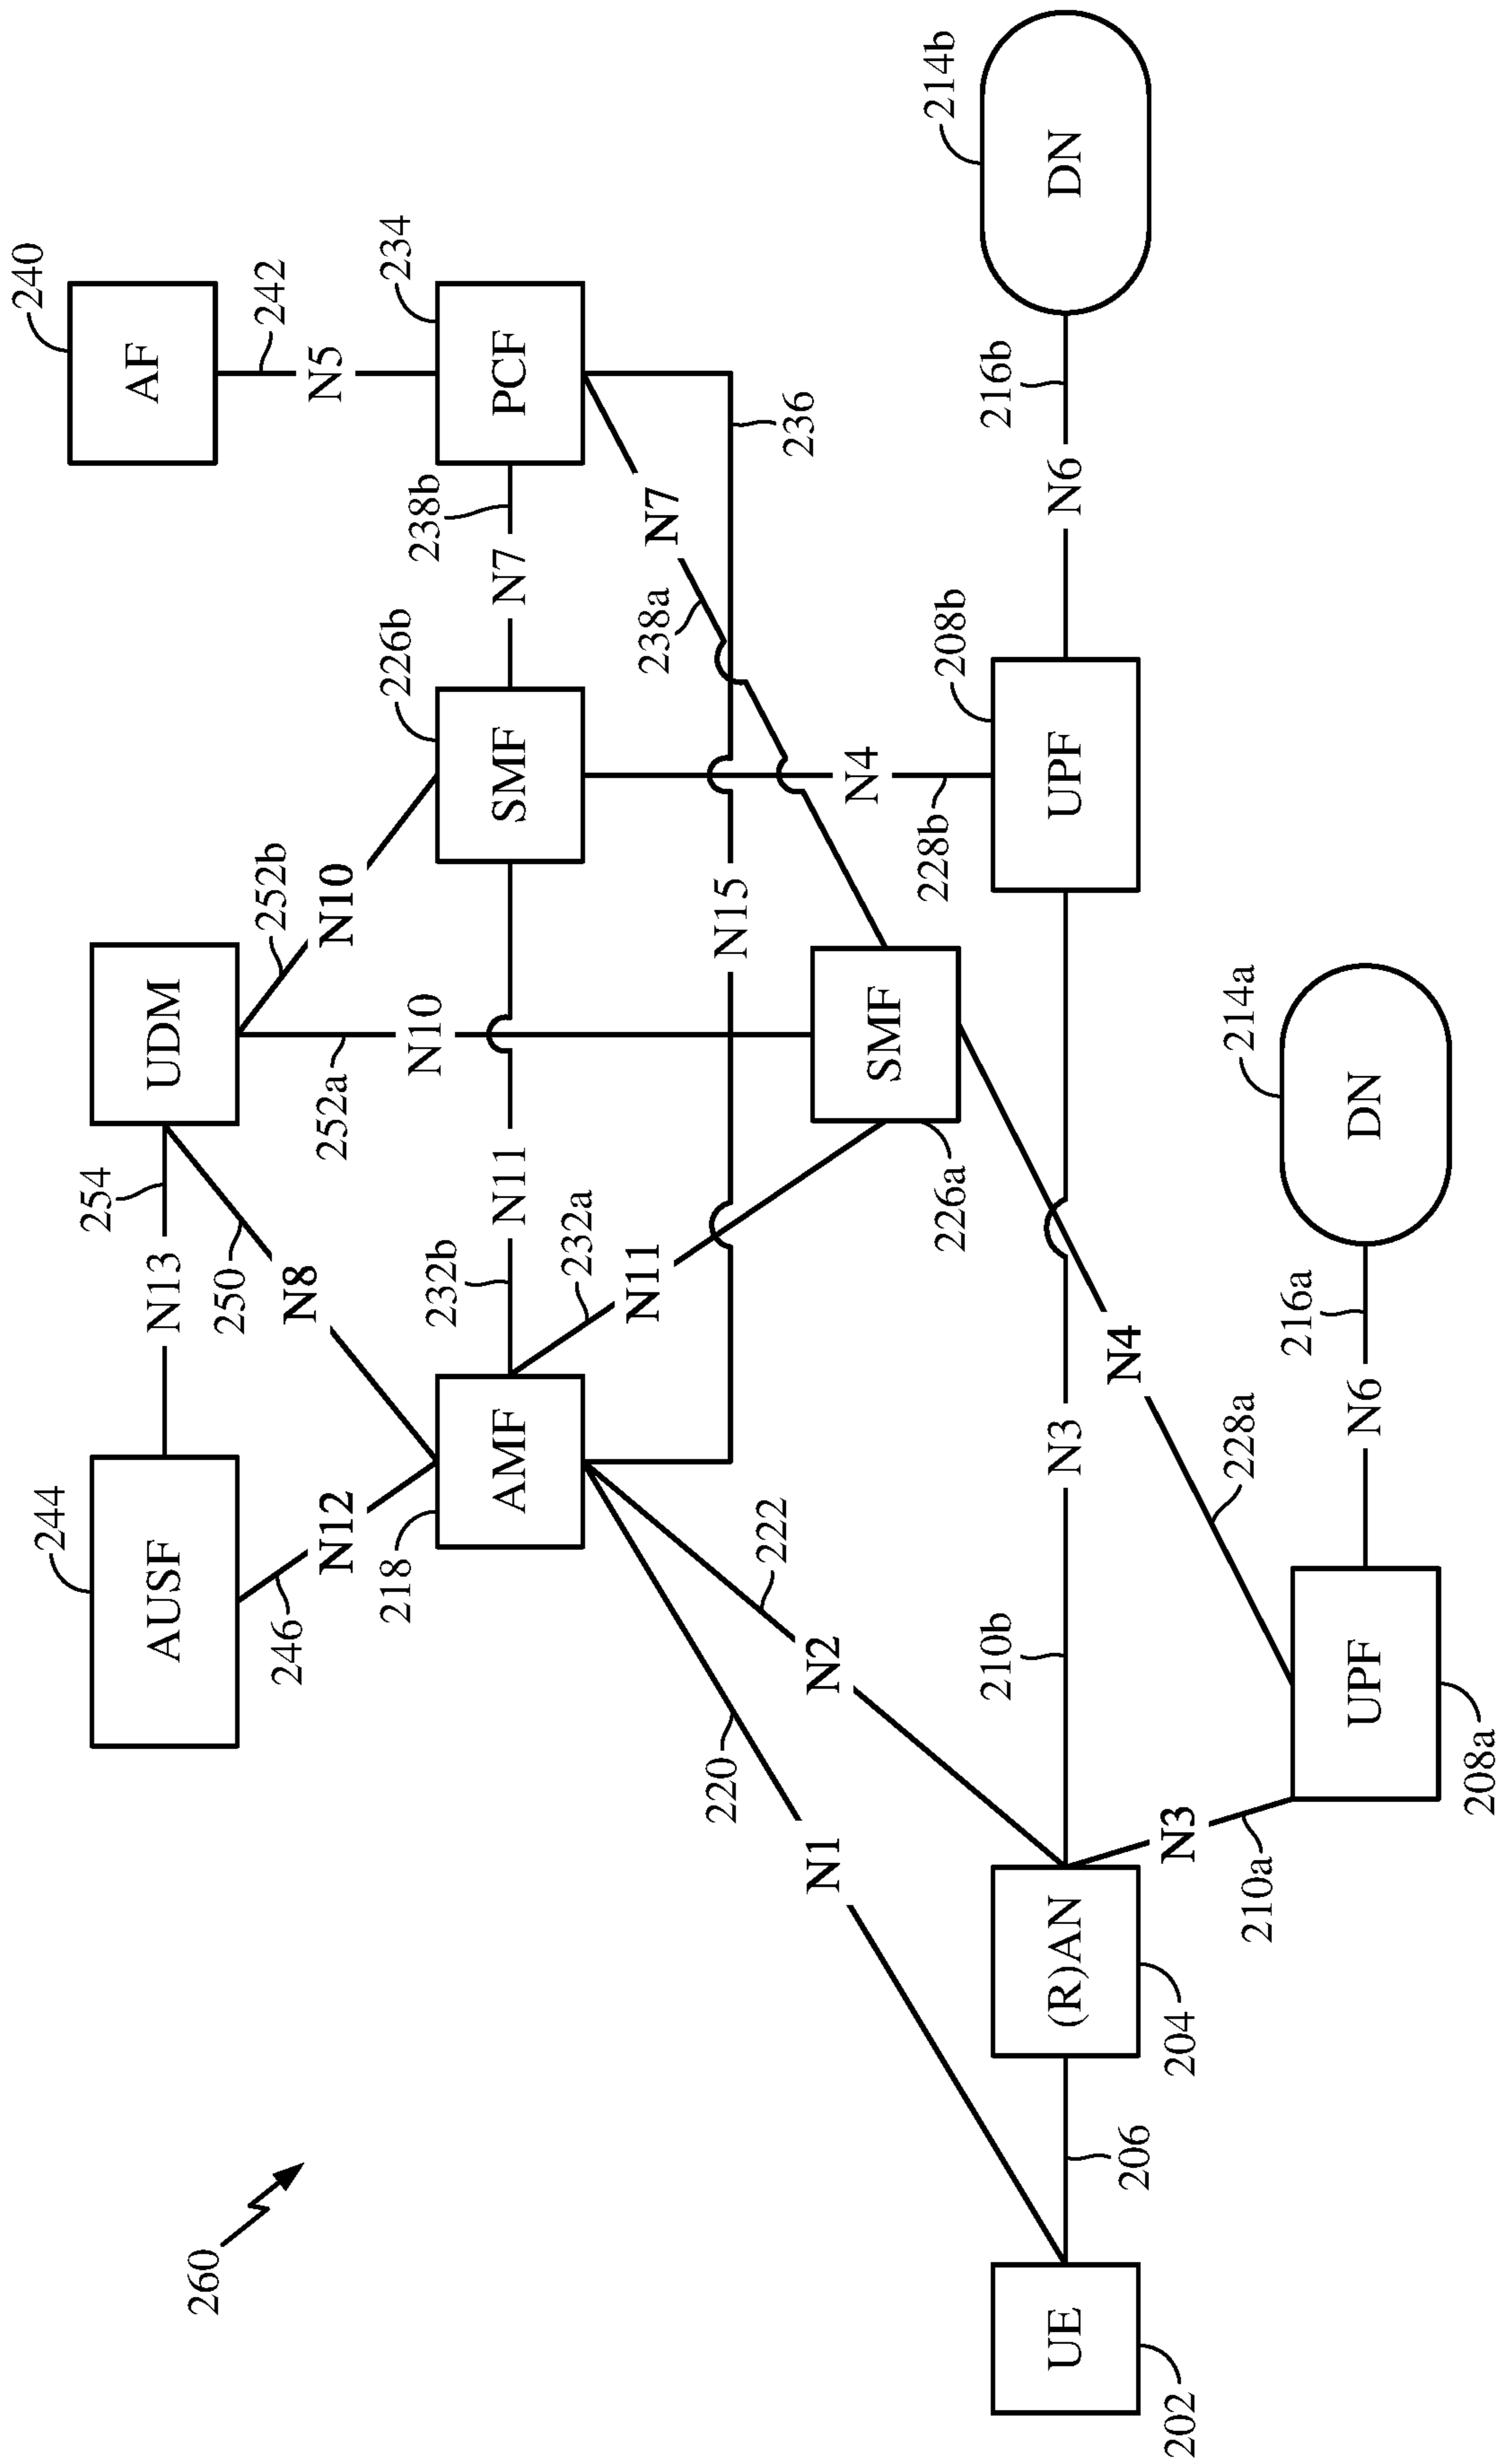 260
240
AF
242
N5
244
AUSF
N13
254
UDM
246
N12
250
N8
252a
N10
252b
N10
218
AMF
232b
N11
226b
SMF
N7
238b
PCF
234
232a
N11
N15
238a
N7
236
220
N1
222
N2
226a
SMF
228b
N4
202
UE
206
204
(R)AN
210b
N3
208b
UPF
N6
216b
DN
214b
210a
N3
N4
228a
208a
UPF
N6
216a
DN
214a